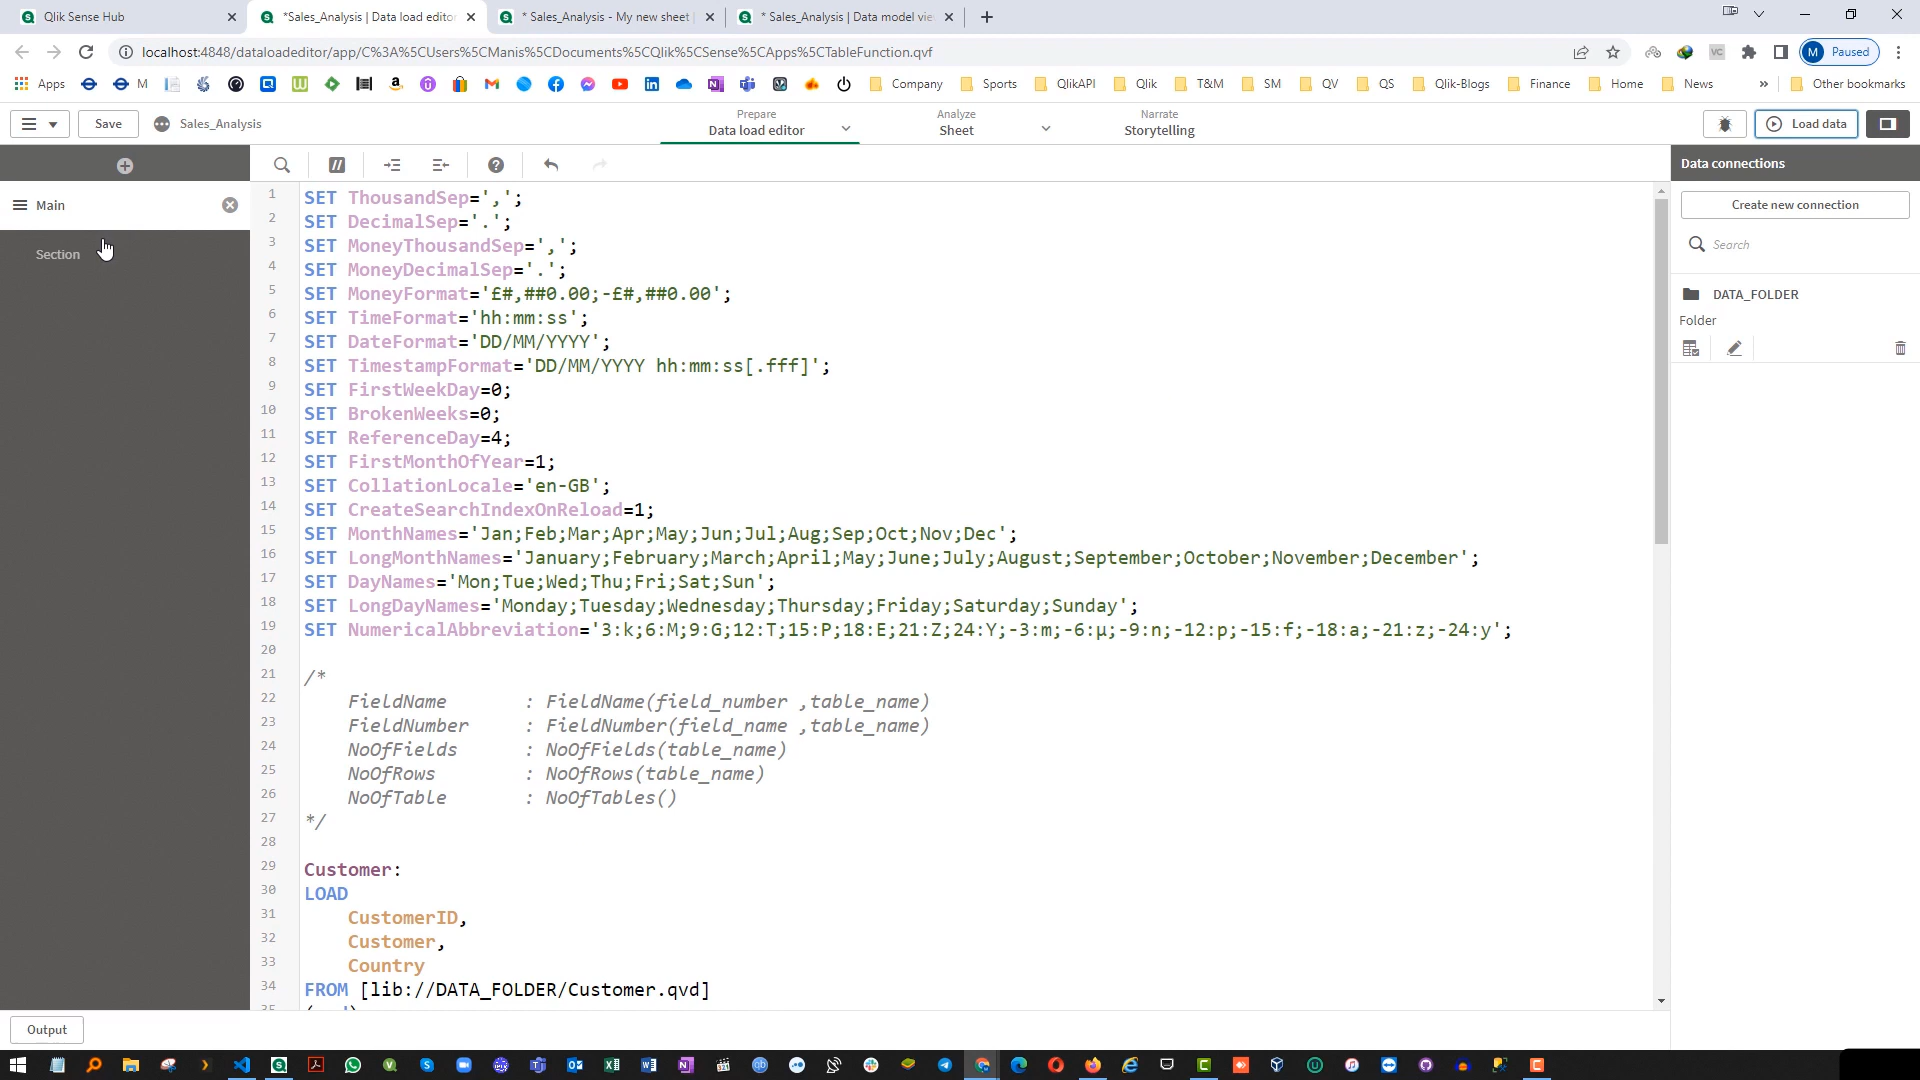 Qlik Sense Hub
*Sales_Analysis | Data load editor
* Sales_Analysis - My new sheet
* Sales_Analysis | Data model vie
localhost:4848/dataloadeditor/app/C%3A%5CUsers%5CManis%5CDocuments%5CQlik%5CSense%5CApps%5CTableFunction.qvf
VC
M Paused
Apps M Company Sports QlikAPI Qlik T&M SM QV QS Qlik-Blogs Finance Home News » Other bookmarks
Save Sales_Analysis
Prepare
Data load editor
Analyze
Sheet
Narrate
Storytelling
Load data
Main
Section
1 SET ThousandSep=',';
2 SET DecimalSep='.';
3 SET MoneyThousandSep=',';
4 SET MoneyDecimalSep='.';
5 SET MoneyFormat='£#,##0.00;-£#,##0.00';
6 SET TimeFormat='hh:mm:ss';
7 SET DateFormat='DD/MM/YYYY';
8 SET TimestampFormat='DD/MM/YYYY hh:mm:ss[.fff]';
9 SET FirstWeekDay=0;
10 SET BrokenWeeks=0;
11 SET ReferenceDay=4;
12 SET FirstMonthOfYear=1;
13 SET CollationLocale='en-GB';
14 SET CreateSearchIndexOnReload=1;
15 SET MonthNames='Jan;Feb;Mar;Apr;May;Jun;Jul;Aug;Sep;Oct;Nov;Dec';
16 SET LongMonthNames='January;February;March;April;May;June;July;August;September;October;November;December';
17 SET DayNames='Mon;Tue;Wed;Thu;Fri;Sat;Sun';
18 SET LongDayNames='Monday;Tuesday;Wednesday;Thursday;Friday;Saturday;Sunday';
19 SET NumericalAbbreviation='3:k;6:M;9:G;12:T;15:P;18:E;21:Z;24:Y;-3:m;-6:μ;-9:n;-12:p;-15:f;-18:a;-21:z;-24:y';
20
21 /*
22 FieldName : FieldName(field_number ,table_name)
23 FieldNumber : FieldNumber(field_name ,table_name)
24 NoOfFields : NoOfFields(table_name)
25 NoOfRows : NoOfRows(table_name)
26 NoOfTable : NoOfTables()
27 */
28
29 Customer:
30 LOAD
31 CustomerID,
32 Customer,
33 Country
34 FROM [lib://DATA_FOLDER/Customer.qvd]
Data connections
Create new connection
Search
DATA_FOLDER
Folder
Output